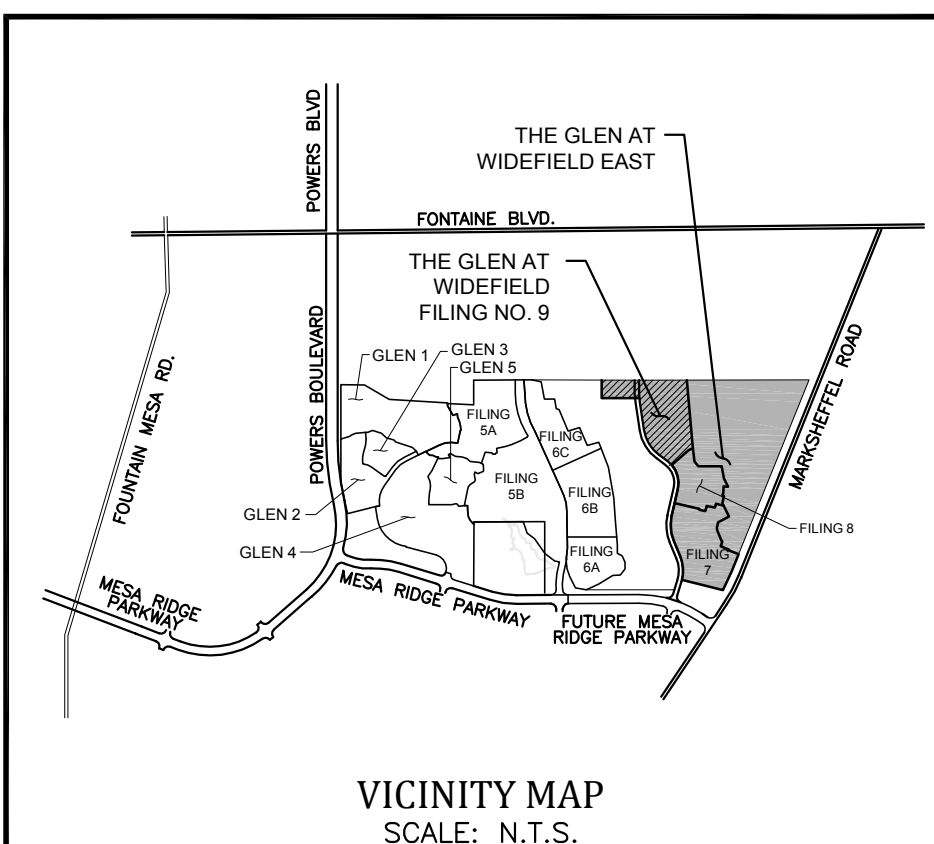 POWERS BLVD
THE GLEN AT
WIDEFIELD EAST
FONTAINE BLVD.
THE GLEN AT
WIDEFIELD
FILING NO. 9
FOUNTAIN MESA RD.
POWERS BOULEVARD
MARKSHEFFEL ROAD
GLEN 1
GLEN 3
GLEN 5
FILING
5A
FILING
6C
FILING
5B
FILING
6B
GLEN 2
GLEN 4
FILING 8
FILING
7
FILING
6A
MESA RIDGE
PARKWAY
MESA RIDGE PARKWAY
FUTURE MESA
RIDGE PARKWAY
VICINITY MAP
SCALE: N.T.S.